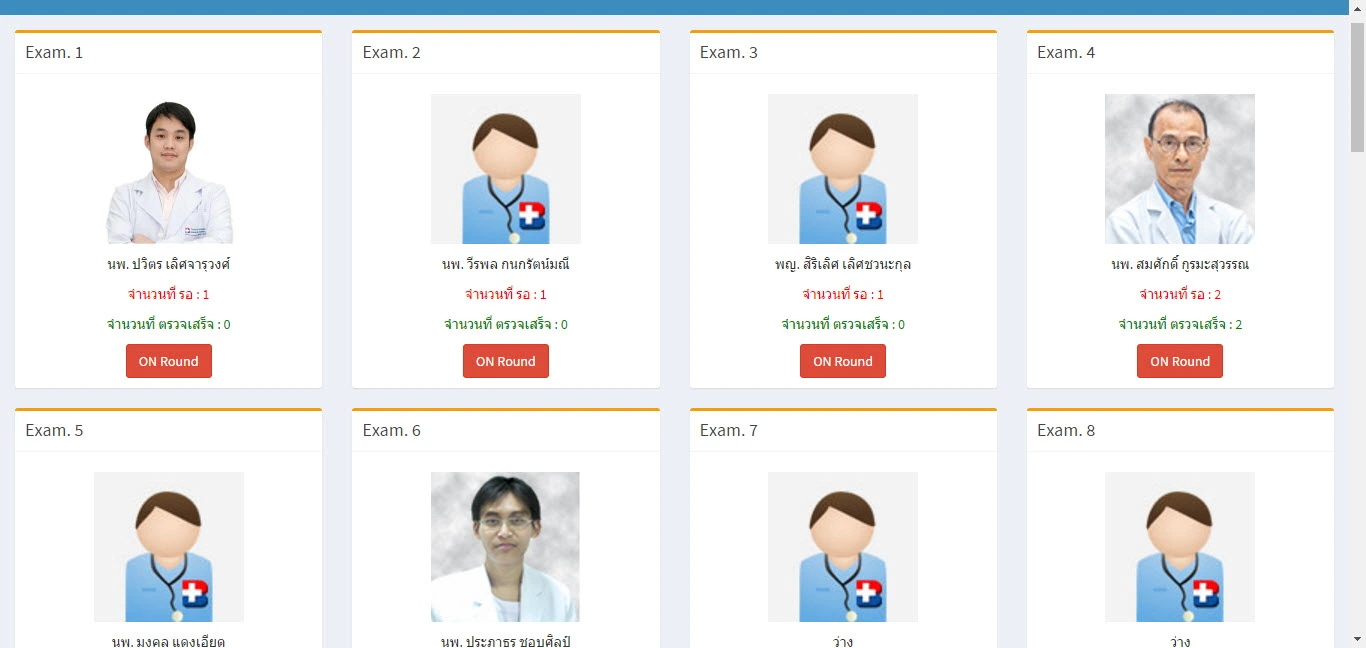 Exam. 1
Exam. 2
Exam. 3
Exam. 4
นพ. ปวิตร เลิศจารุวงศ์
นพ. วีรพล กนกรัตน์มณี
พญ. สิริเลิศ เลิศชวนะกุล
นพ. สมศักดิ์ กูรมะสุวรรณ
จำนวนที่ รอ : 1
จำนวนที่ รอ : 1
จำนวนที่ รอ : 1
จำนวนที่ รอ : 2
จำนวนที่ ตรวจเสร็จ : 0
จำนวนที่ ตรวจเสร็จ : 0
จำนวนที่ ตรวจเสร็จ : 0
จำนวนที่ ตรวจเสร็จ : 2
ON Round
ON Round
ON Round
ON Round
Exam. 5
Exam. 6
Exam. 7
Exam. 8
นพ. มงคล แดงเอียด
นพ. ประภาธร ชอบศิลป์
ว่าง
ว่าง